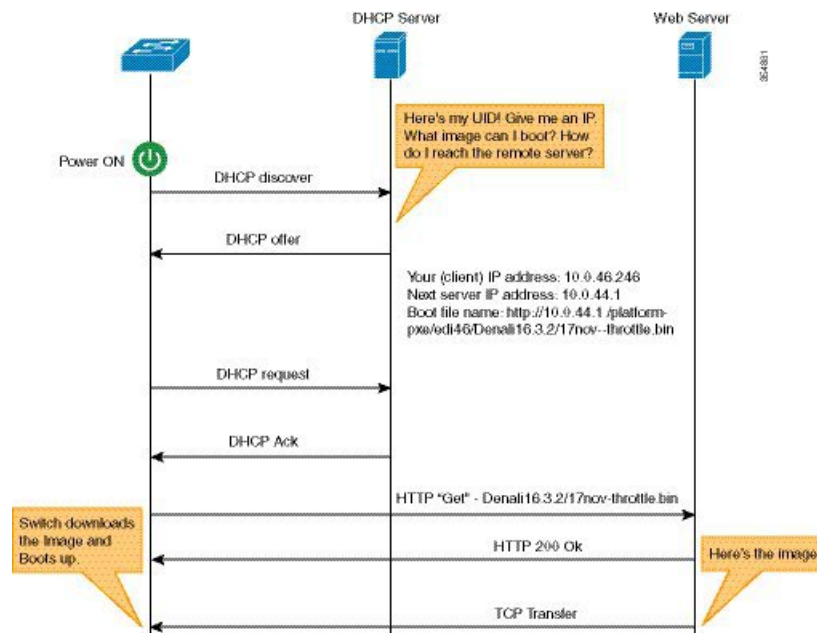 DHCP Server
Web Server
354881
Here's my UID! Give me an IP.
What image can I boot? How
do I reach the remote server?
Power ON
DHCP discover
DHCP offer
Your (client) IP address: 10.0.46.246
Next server IP address: 10.0.44.1
Boot file name: http://10.0.44.1 /platform-
pxe/edi46/Denali16.3.2/17nov--throttle.bin
DHCP request
DHCP Ack
HTTP “Get” - Denali16.3.2/17nov-throttle.bin
Switch downloads
the Image and
Boots up.
HTTP 200 Ok
Here's the image
TCP Transfer